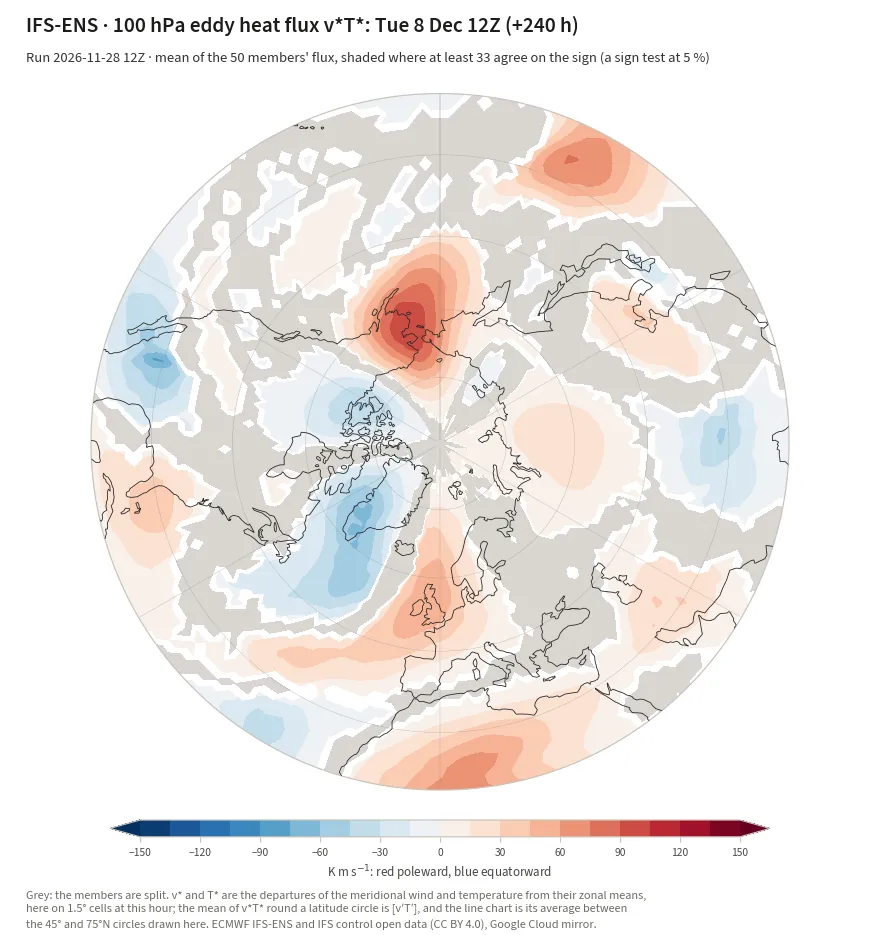 IFS-ENS · 100 hPa eddy heat flux v*T*: Tue 8 Dec 12Z (+240 h)
Run 2026-11-28 12Z · mean of the 50 members' flux, shaded where at least 33 agree on the sign (a sign test at 5 %)
−150 −120 −90 −60 −30 0 30 60 90 120 150
K m s⁻¹: red poleward, blue equatorward
Grey: the members are split. v* and T* are the departures of the meridional wind and temperature from their zonal means,
here on 1.5° cells at this hour; the mean of v*T* round a latitude circle is [v′T′], and the line chart is its average between
the 45° and 75°N circles drawn here. ECMWF IFS-ENS and IFS control open data (CC BY 4.0), Google Cloud mirror.